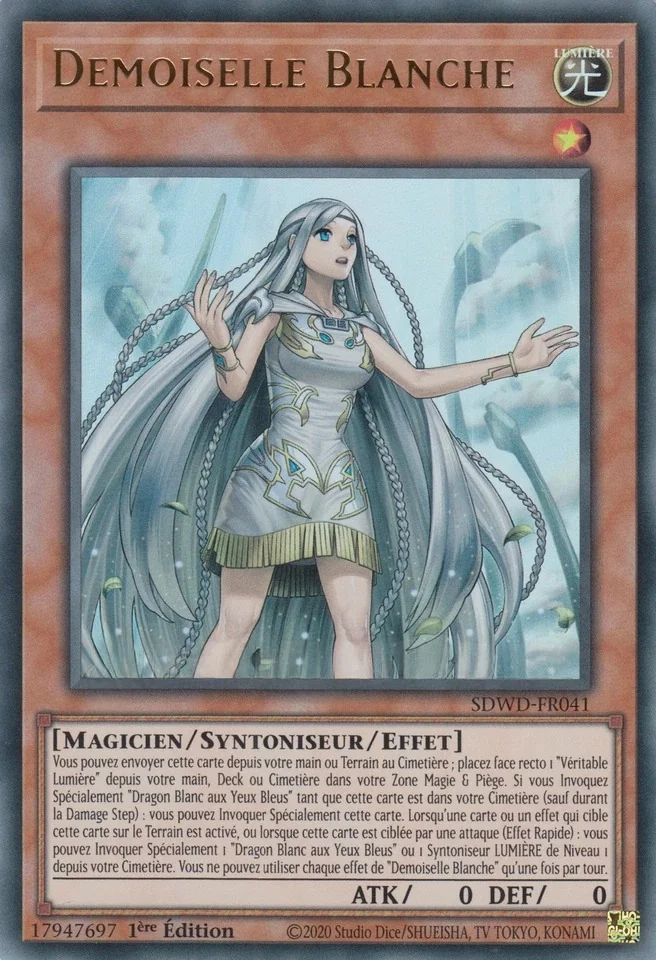 Demoiselle Blanche
LUMIÈRE
光
SDWD-FR041
[Magicien/Syntoniseur/Effet]
Vous pouvez envoyer cette carte depuis votre main ou Terrain au Cimetière ; placez face recto 1 "Véritable
Lumière" depuis votre main, Deck ou Cimetière dans votre Zone Magie & Piège. Si vous Invoquez
Spécialement "Dragon Blanc aux Yeux Bleus" tant que cette carte est dans votre Cimetière (sauf durant
la Damage Step) : vous pouvez Invoquer Spécialement cette carte. Lorsqu'une carte ou un effet qui cible
cette carte sur le Terrain est activé, ou lorsque cette carte est ciblée par une attaque (Effet Rapide) : vous
pouvez Invoquer Spécialement 1 "Dragon Blanc aux Yeux Bleus" ou 1 Syntoniseur LUMIÈRE de Niveau 1
depuis votre Cimetière. Vous ne pouvez utiliser chaque effet de "Demoiselle Blanche" qu'une fois par tour.
ATK/ 0 DEF/ 0
17947697 1ère Édition ©2020 Studio Dice/SHUEISHA, TV TOKYO, KONAMI